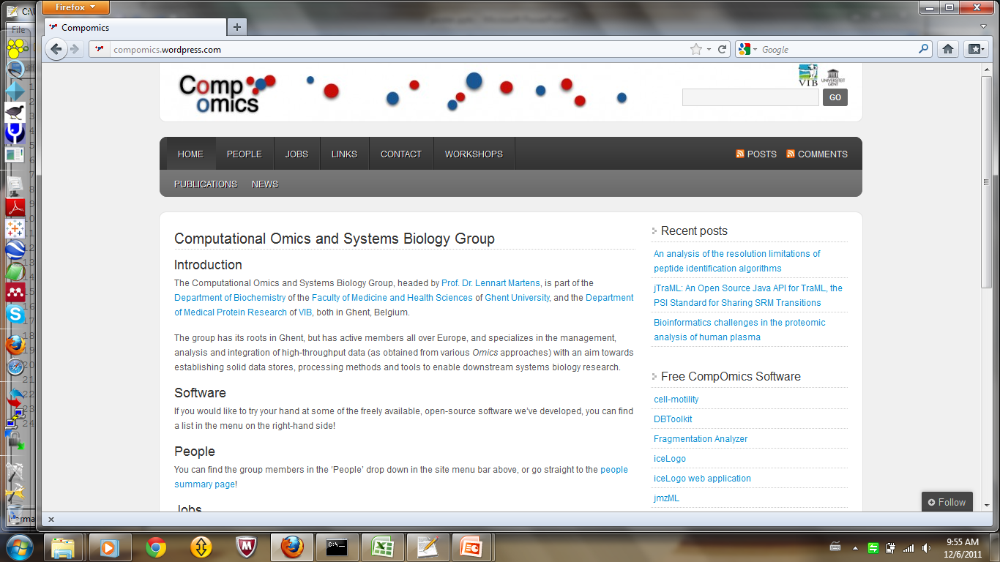 Firefox
C:\U
File
Compomics
compomics.wordpress.com
Google
Comp
omics
VIB
UNIVERSITEIT
GENT
GO
HOME
PEOPLE
JOBS
LINKS
CONTACT
WORKSHOPS
POSTS
COMMENTS
PUBLICATIONS
NEWS
Computational Omics and Systems Biology Group
Introduction
The Computational Omics and Systems Biology Group, headed by Prof. Dr. Lennart Martens, is part of the
Department of Biochemistry of the Faculty of Medicine and Health Sciences of Ghent University, and the Department
of Medical Protein Research of VIB, both in Ghent, Belgium.
The group has its roots in Ghent, but has active members all over Europe, and specializes in the management,
analysis and integration of high-throughput data (as obtained from various Omics approaches) with an aim towards
establishing solid data stores, processing methods and tools to enable downstream systems biology research.
Software
If you would like to try your hand at some of the freely available, open-source software we've developed, you can find
a list in the menu on the right-hand side!
People
You can find the group members in the ‘People’ drop down in the site menu bar above, or go straight to the people
summary page!
Jobs
Recent posts
An analysis of the resolution limitations of
peptide identification algorithms
jTraML: An Open Source Java API for TraML, the
PSI Standard for Sharing SRM Transitions
Bioinformatics challenges in the proteomic
analysis of human plasma
Free CompOmics Software
cell-motility
DBToolkit
Fragmentation Analyzer
iceLogo
iceLogo web application
jmzML
Follow
9:55 AM
12/6/2011